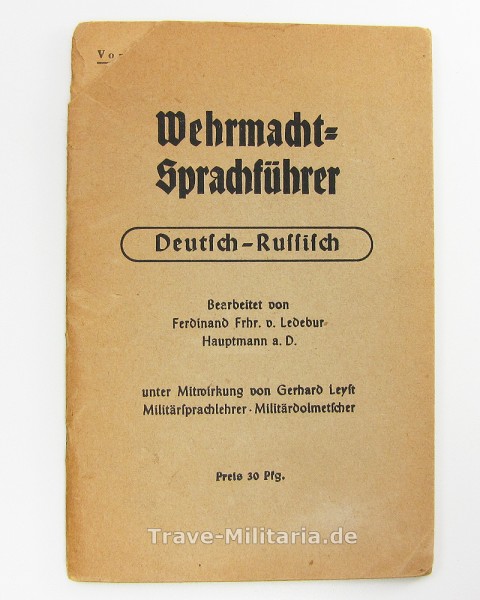 Wehrmacht=
Sprachführer
Deutsch-Russisch
Bearbeitet von
Ferdinand Frhr. v. Ledebur
Hauptmann a. D.
unter Mitwirkung von Gerhard Leyst
Militärsprachlehrer · Militärdolmetscher
Preis 30 Pfg.
Trave-Militaria.de